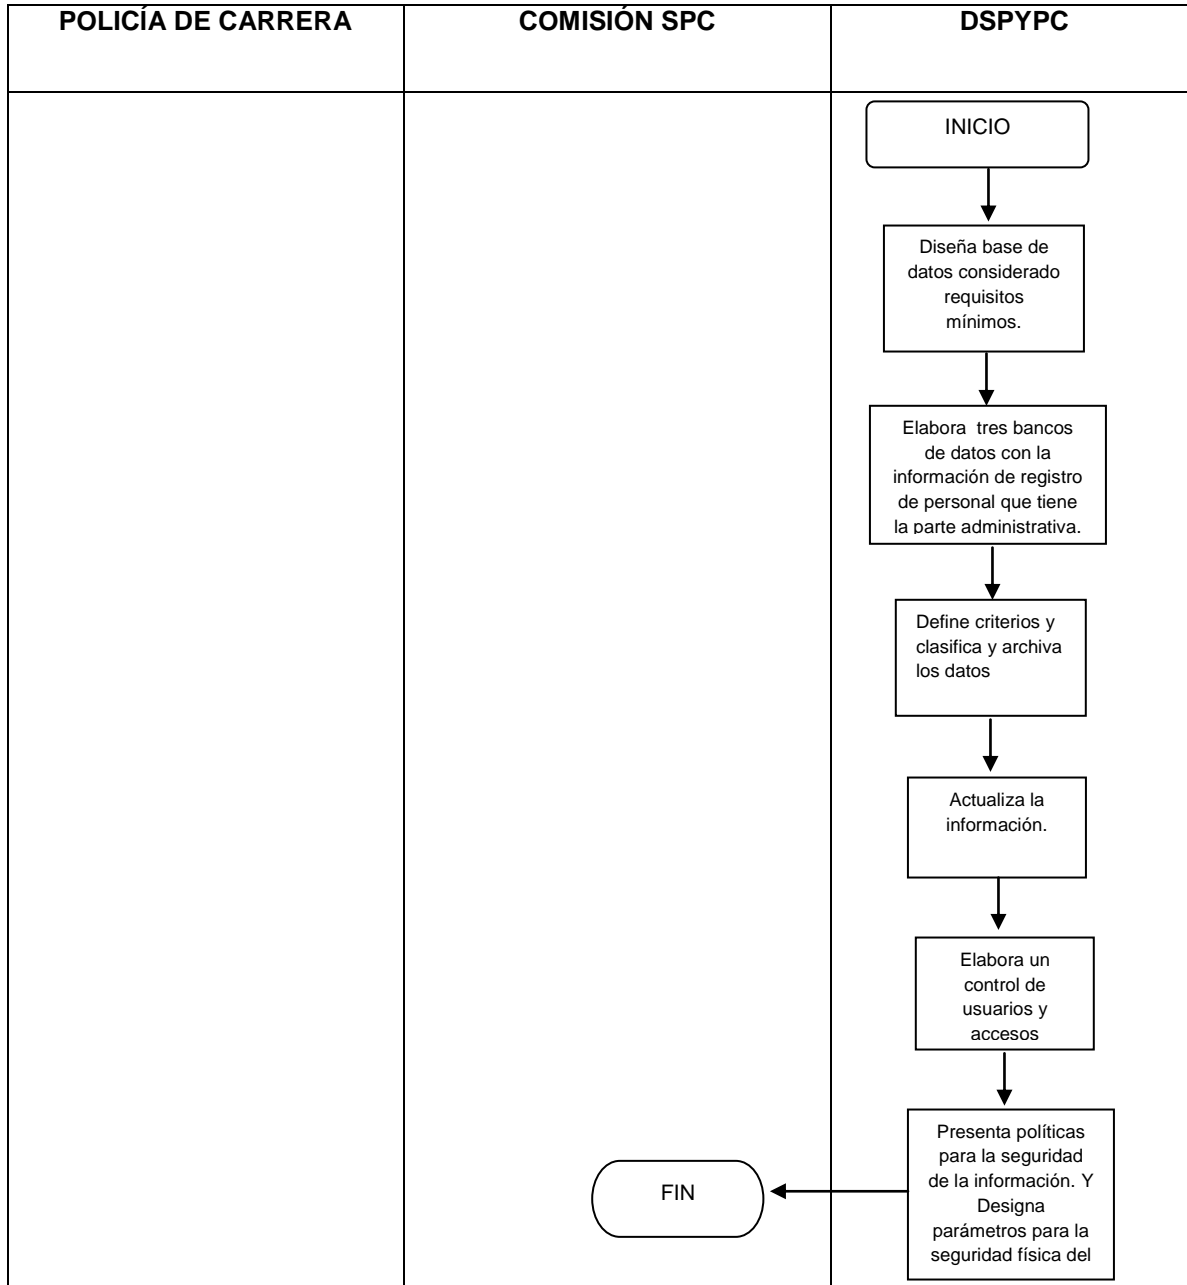 POLICÍA DE CARRERA
COMISIÓN SPC
DSPYPC
INICIO
Diseña base de
datos considerado
requisitos
mínimos.
Elabora tres bancos
de datos con la
información de registro
de personal que tiene
la parte administrativa.
Define criterios y
clasifica y archiva
los datos
Actualiza la
información.
Elabora un
control de
usuarios y
accesos
Presenta políticas
para la seguridad
de la información. Y
Designa
parámetros para la
seguridad física del
FIN